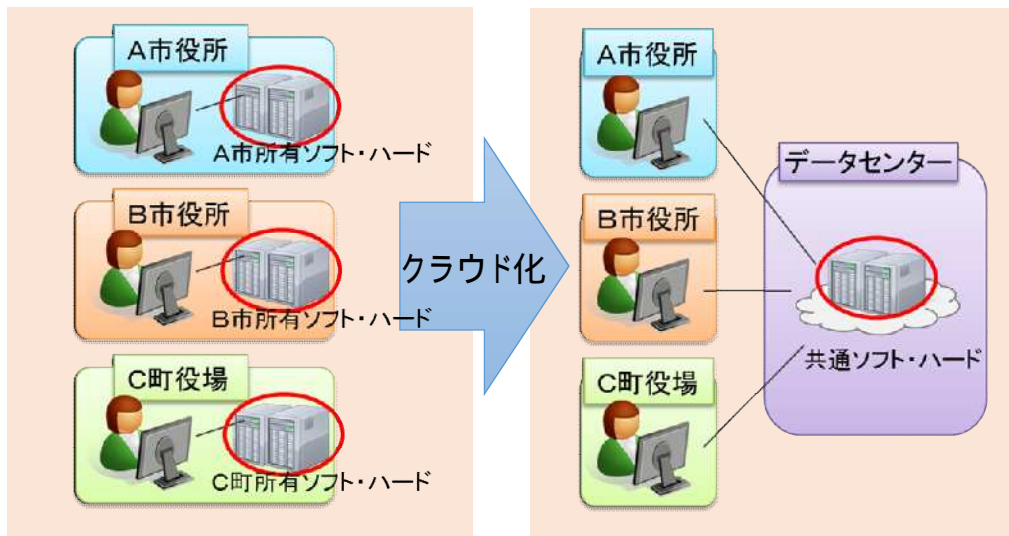 A市役所
A市所有ソフト・ハード
B市役所
B市所有ソフト・ハード
C町役場
C町所有ソフト・ハード
クラウド化
A市役所
B市役所
C町役場
データセンター
共通ソフト・ハード